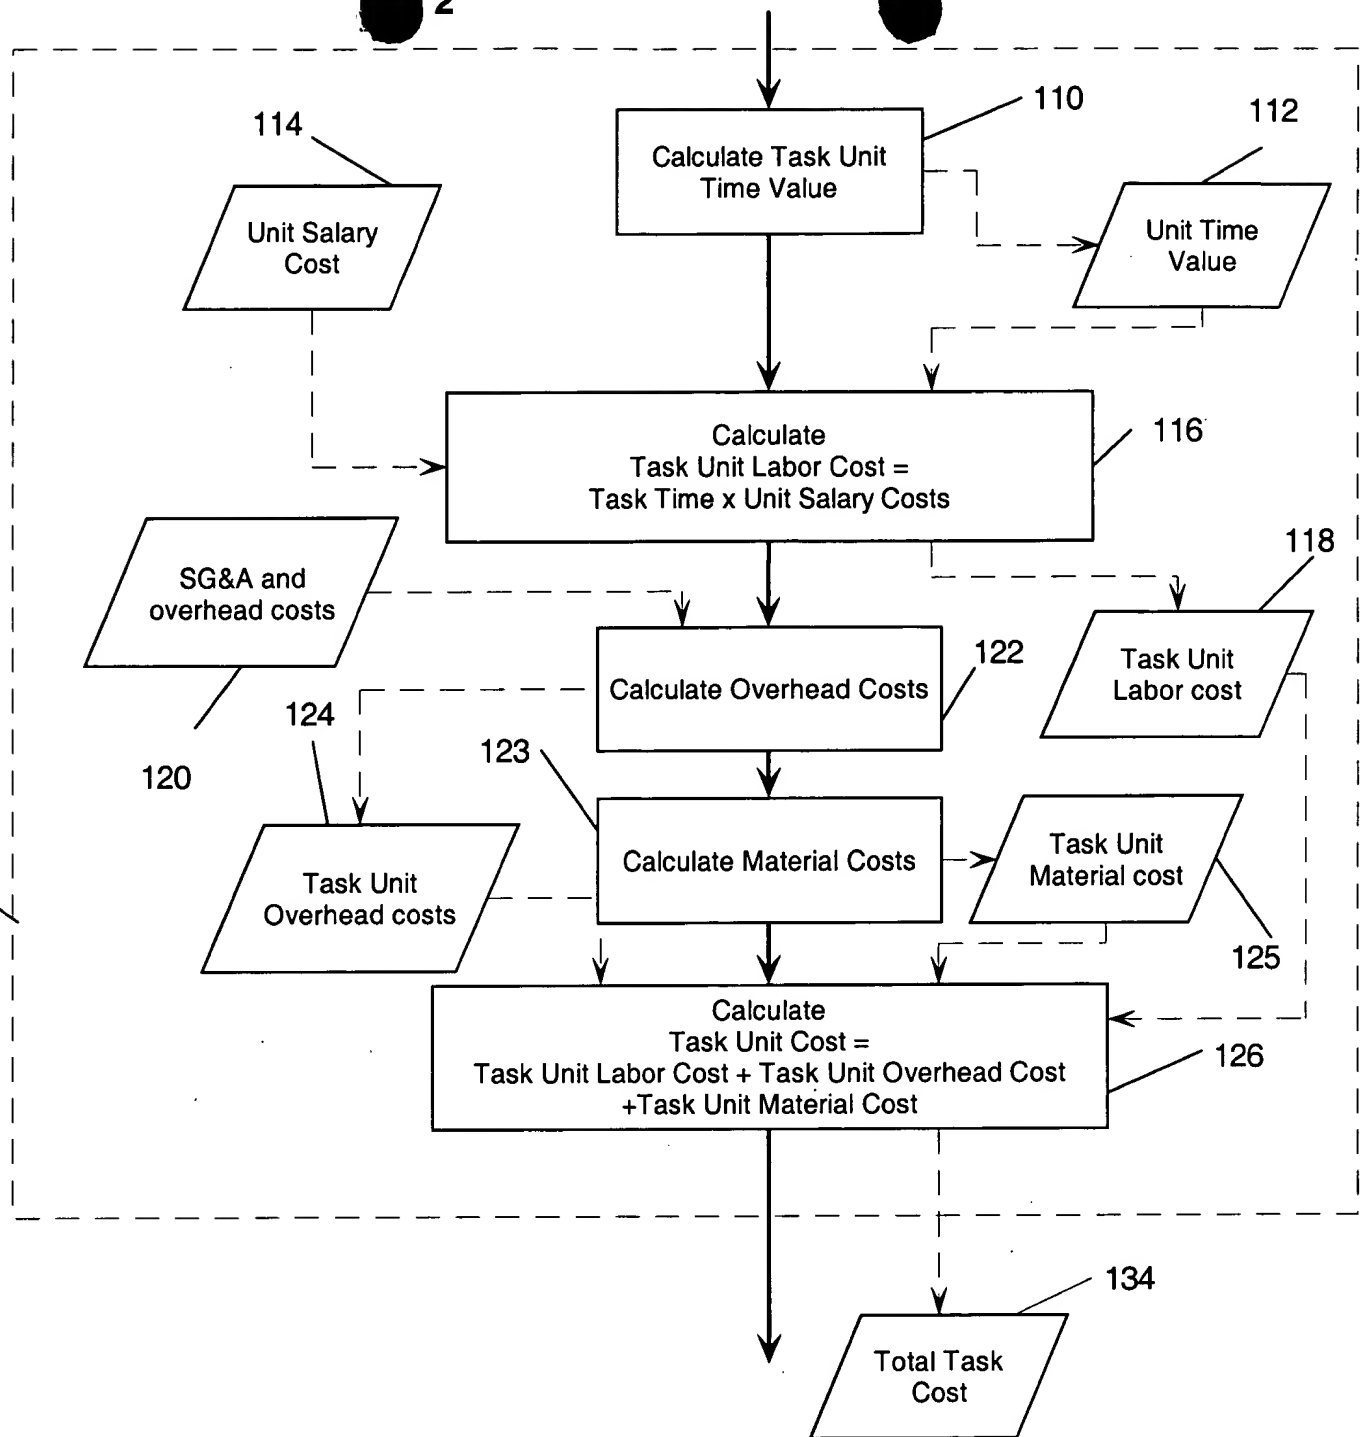 2
110
Calculate Task Unit
Time Value
114
112
Unit Salary
Cost
Unit Time
Value
Calculate
Task Unit Labor Cost =
Task Time x Unit Salary Costs
116
SG&A and
overhead costs
118
Calculate Overhead Costs
122
Task Unit
Labor cost
124
120
123
Calculate Material Costs
Task Unit
Material cost
Task Unit
Overhead costs
125
Calculate
Task Unit Cost =
Task Unit Labor Cost + Task Unit Overhead Cost
+Task Unit Material Cost
126
134
Total Task
Cost